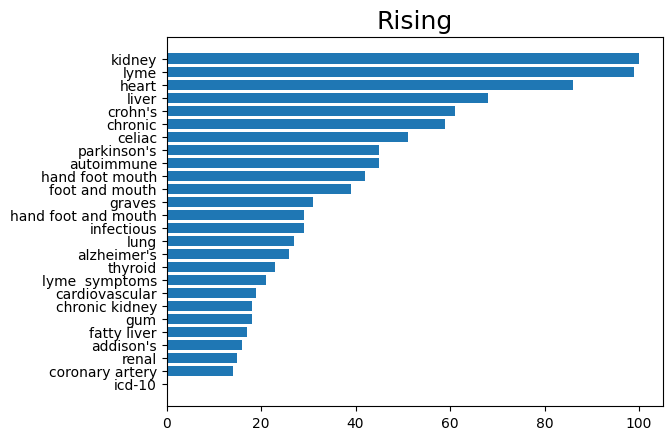 Rising
kidney
lyme
heart
liver
crohn's
chronic
celiac
parkinson's
autoimmune
hand foot mouth
foot and mouth
graves
hand foot and mouth
infectious
lung
alzheimer's
thyroid
lyme  symptoms
cardiovascular
chronic kidney
gum
fatty liver
addison's
renal
coronary artery
icd-10
0 20 40 60 80 100